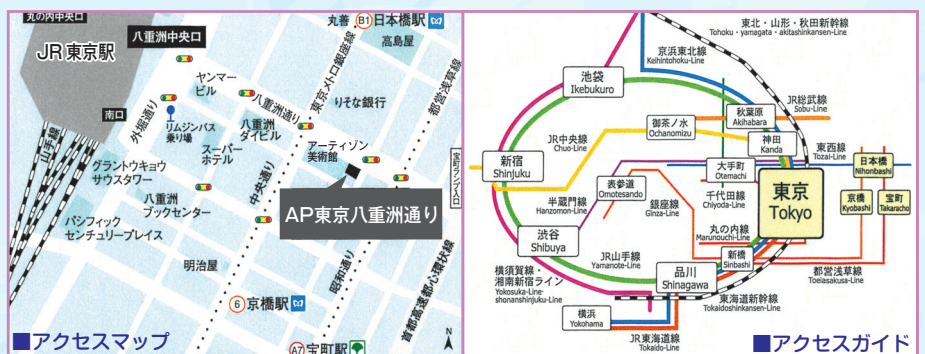 丸の内中央口
JR東京駅
八重洲中央口
丸善
B1
日本橋駅
高島屋
ヤンマー
ビル
東京メトロ銀座線
りそな銀行
都営浅草線
南口
外堀通り
リムジンバス
乗り場
八重洲通り
八重洲
ダイビル
スーパー
ホテル
アーティゾン
美術館
宝町ランプ入口
山手線
グラントウキョウ
サウスタワー
八重洲
ブックセンター
中央通り
AP東京八重洲通り
パシフィック
センチュリープレイス
明治屋
昭和通り
首都高速都心環状線
6
京橋駅
A7
宝町駅
N
■アクセスマップ
東北・山形・秋田新幹線
Tohoku・yamagata・akitashinkansen-Line
京浜東北線
Keihintohoku-Line
池袋
Ikebukuro
JR総武線
Sobu-Line
秋葉原
Akihabara
御茶ノ水
Ochanomizu
神田
Kanda
JR中央線
Chuo-Line
東西線
Tozai-Line
新宿
Shinjuku
大手町
Otemachi
日本橋
Nihonbashi
表参道
Omotesando
東京
Tokyo
千代田線
Chiyoda-Line
半蔵門線
Hanzomon-Line
銀座線
Ginza-Line
京橋
Kyobashi
宝町
Takaracho
丸の内線
Marunouchi-Line
渋谷
Shibuya
JR山手線
Yamanote-Line
新橋
Sinbashi
品川
Shinagawa
都営浅草線
Toeiasakusa-Line
横須賀線・
湘南新宿ライン
Yokosuka-Line・
shonanshinjuku-Line
東海道新幹線
Tokaidoshinkansen-Line
横浜
Yokohama
JR東海道線
Tokaido-Line
■アクセスガイド